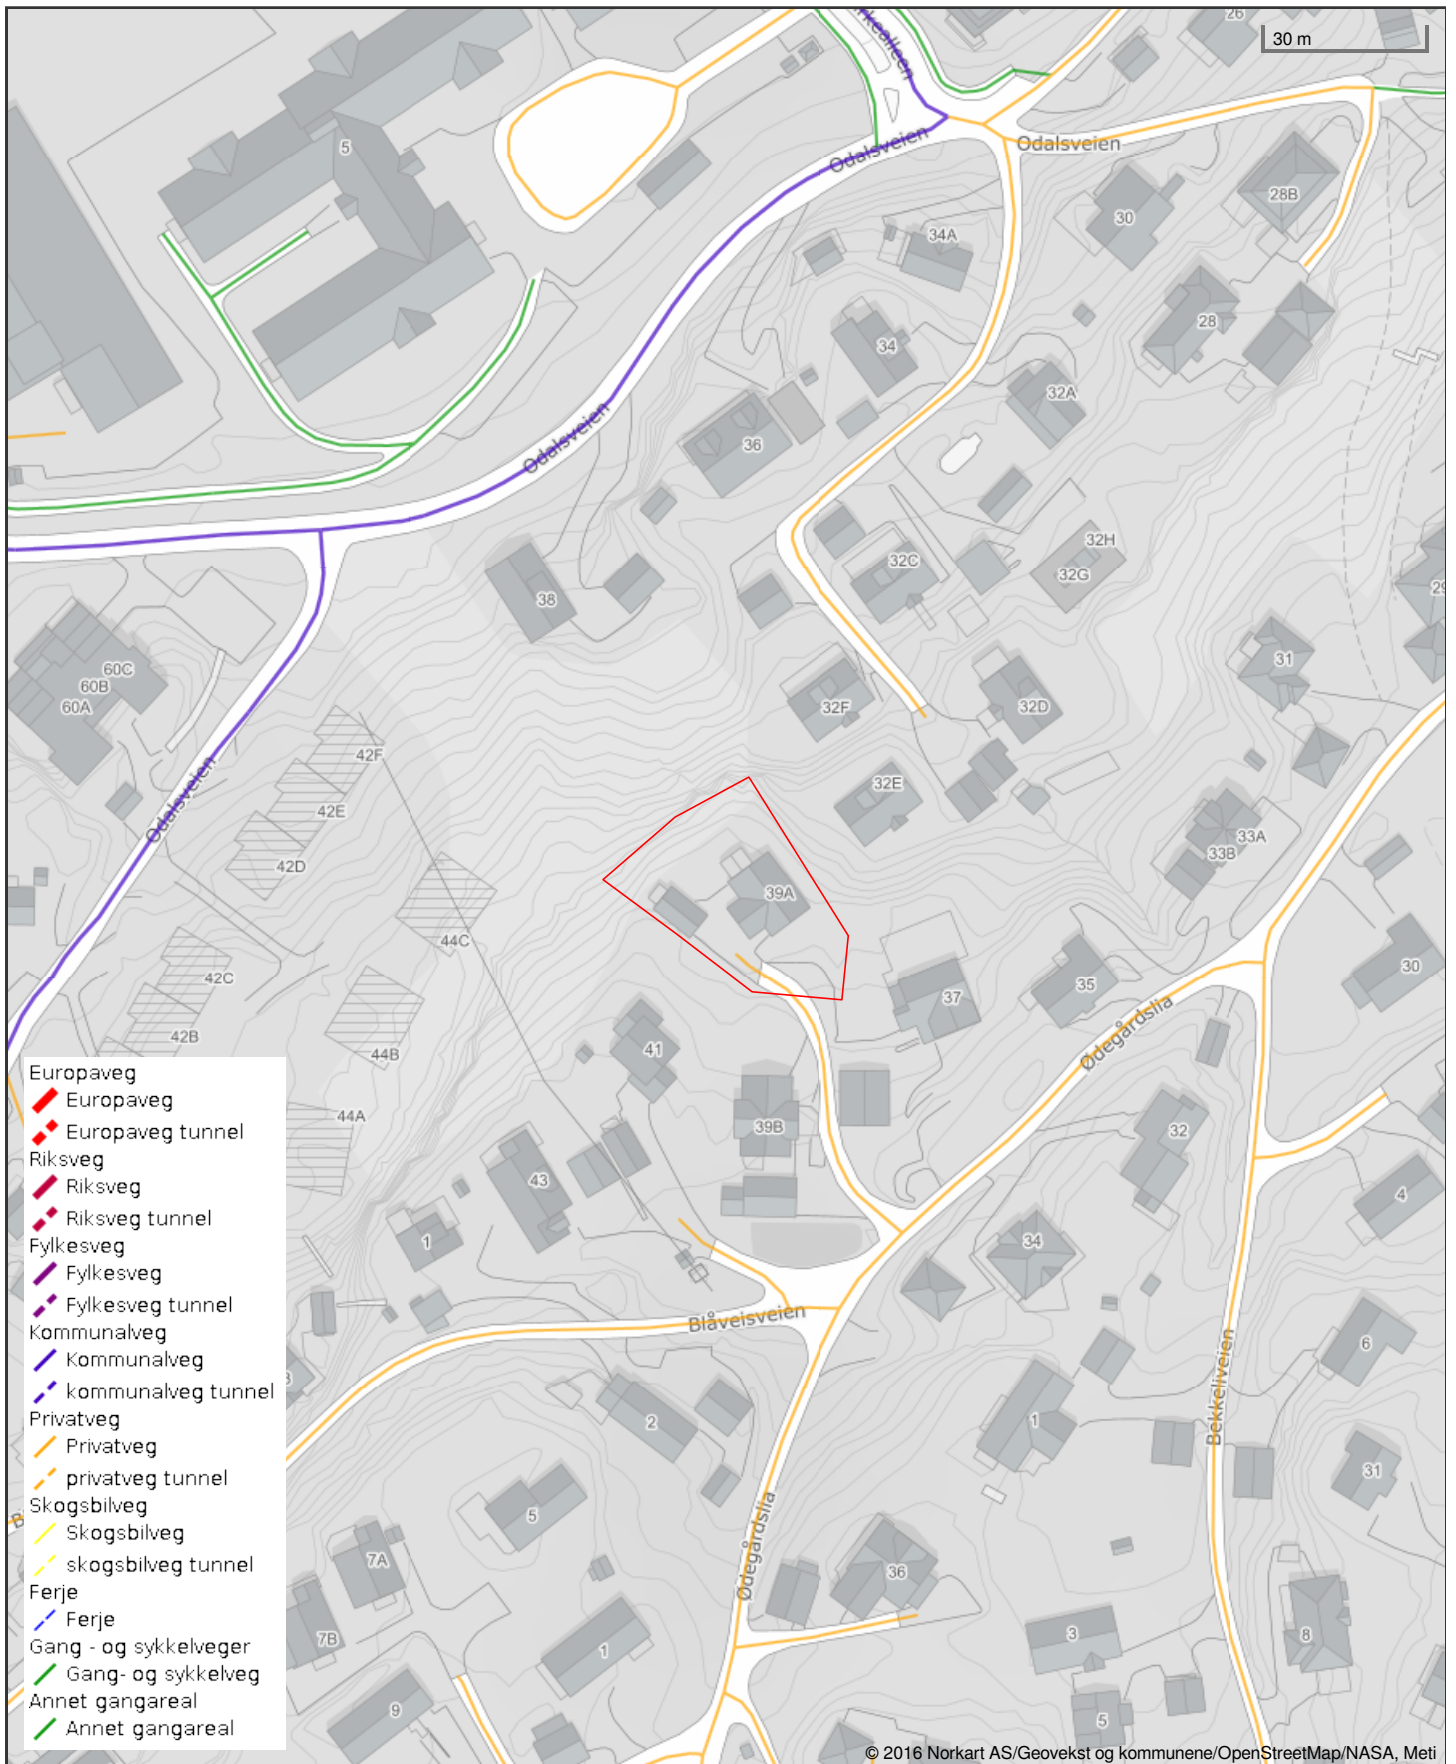 26
30 m
rkealleen
5
Odalsveien
Odalsveien
28B
30
34A
28
34
32A
36
Odalsveien
32H
32C
32G
38
29
31
60C
60B
60A
32F
32D
42F
32E
42E
Odalsveien
33A
33B
42D
39A
44C
30
42C
35
37
Ødegårdslia
42B
41
44B
44A
39B
32
43
4
1
34
Blåveisveien
6
Bekkeliveien
3
2
1
31
5
B
Ødegårdslia
7A
36
7B
1
3
8
9
5
Europaveg
Europaveg
Europaveg tunnel
Riksveg
Riksveg
Riksveg tunnel
Fylkesveg
Fylkesveg
Fylkesveg tunnel
Kommunalveg
Kommunalveg
kommunalveg tunnel
Privatveg
Privatveg
privatveg tunnel
Skogsbilveg
Skogsbilveg
skogsbilveg tunnel
Ferje
Ferje
Gang - og sykkelveger
Gang- og sykkelveg
Annet gangareal
Annet gangareal
© 2016 Norkart AS/Geovekst og kommunene/OpenStreetMap/NASA, Meti